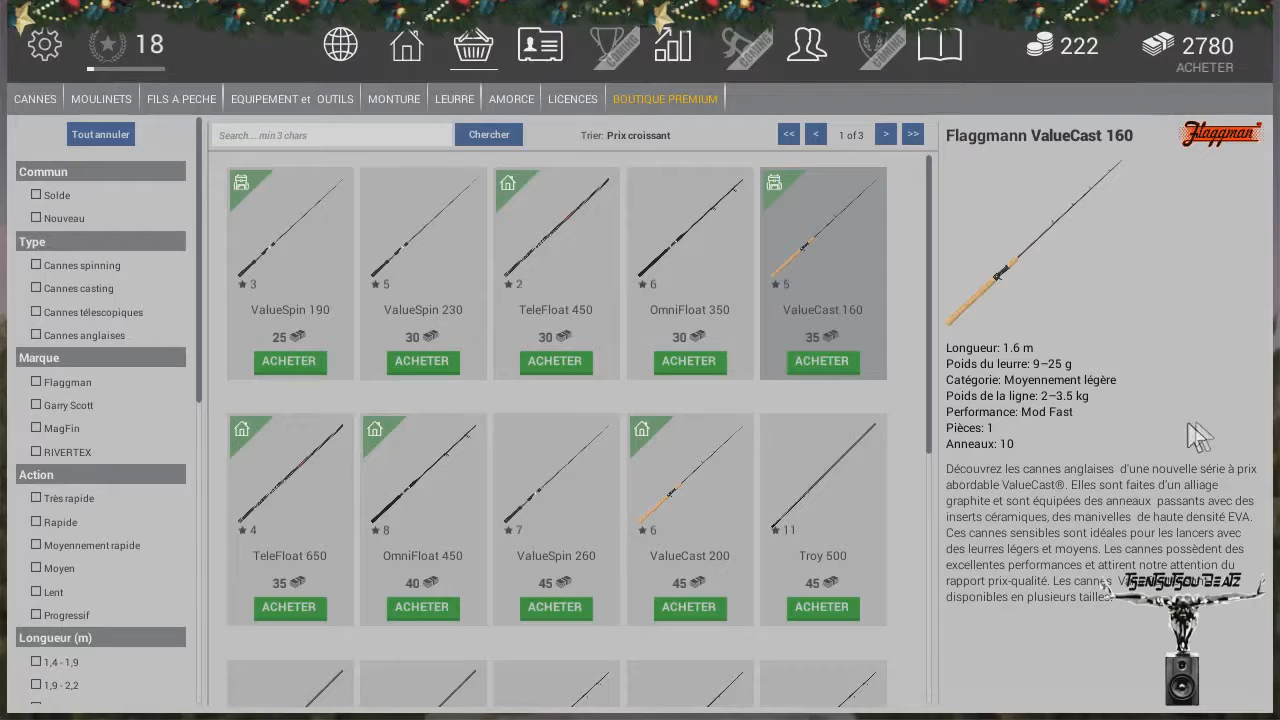 18
222
2780
ACHETER
CANNES
MOULINETS
FILS A PECHE
EQUIPEMENT et OUTILS
MONTURE
LEURRE
AMORCE
LICENCES
BOUTIQUE PREMIUM
Tout annuler
Search... min 3 chars
Chercher
Trier: Prix croissant
<<
<
1 of 3
>
>>
Commun
Solde
Nouveau
Type
Cannes spinning
Cannes casting
Cannes télescopiques
Cannes anglaises
Marque
Flaggman
Garry Scott
MagFin
RIVERTEX
Action
Très rapide
Rapide
Moyennement rapide
Moyen
Lent
Progressif
Longueur (m)
1,4 - 1,9
1,9 - 2,2
3
ValueSpin 190
25
ACHETER
5
ValueSpin 230
30
ACHETER
2
TeleFloat 450
30
ACHETER
6
OmniFloat 350
30
ACHETER
5
ValueCast 160
35
ACHETER
4
TeleFloat 650
35
ACHETER
8
OmniFloat 450
40
ACHETER
7
ValueSpin 260
45
ACHETER
6
ValueCast 200
45
ACHETER
11
Troy 500
45
ACHETER
Flaggmann ValueCast 160
Flaggman
Longueur: 1.6 m
Poids du leurre: 9–25 g
Catégorie: Moyennement légère
Poids de la ligne: 2–3.5 kg
Performance: Mod Fast
Pièces: 1
Anneaux: 10
Découvrez les cannes anglaises d'une nouvelle série à prix
abordable ValueCast®. Elles sont faites d'un alliage
graphite et sont équipées des anneaux passants avec des
inserts céramiques, des manivelles de haute densité EVA.
Ces cannes sensibles sont idéales pour les lancers avec
des leurres légers et moyens. Les cannes possèdent des
excellentes performances et attirent notre attention du
rapport prix-qualité. Les cannes
disponibles en plusieurs tailles.
TSENTSUTSOU BEATZ